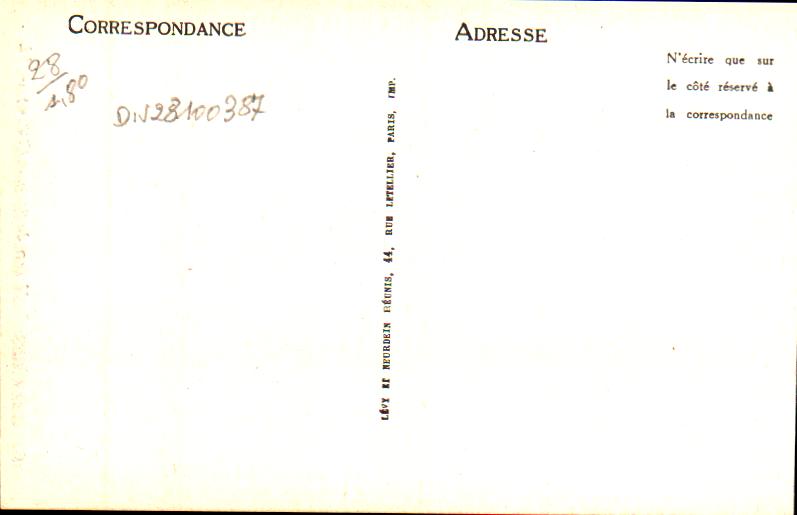 CORRESPONDANCE
ADRESSE
28
1,80
DIV28100387
N'écrire que sur
le côté réservé à
la correspondance
LÉVY ET NEURDEIN RÉUNIS, 44, RUE LETELLIER, PARIS, IMP.